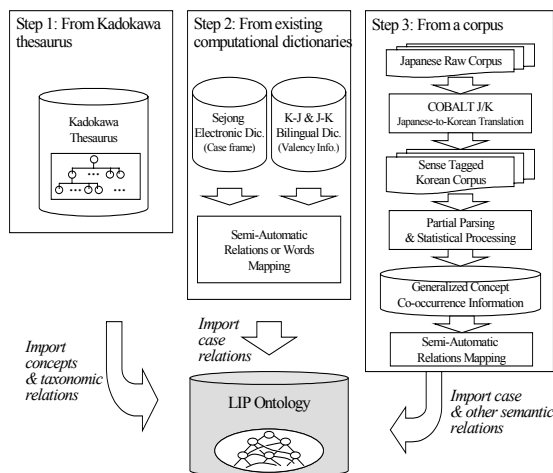 Step 1: From Kadokawa
thesaurus
Kadokawa
Thesaurus
...
... ...
Step 2: From existing
computational dictionaries
Sejong
Electronic Dic.
(Case frame)
K-J & J-K
Bilingual Dic.
(Valency Info.)
Semi-Automatic
Relations or Words
Mapping
Step 3: From a corpus
Japanese Raw Corpus
COBALT J/K
Japanese-to-Korean Translation
Sense Tagged
Korean Corpus
Partial Parsing
& Statistical Processing
Generalized Concept
Co-occurrence Information
Semi-Automatic
Relations Mapping
Import
concepts
& taxonomic
relations
Import
case
relations
Import case
& other semantic
relations
LIP Ontology